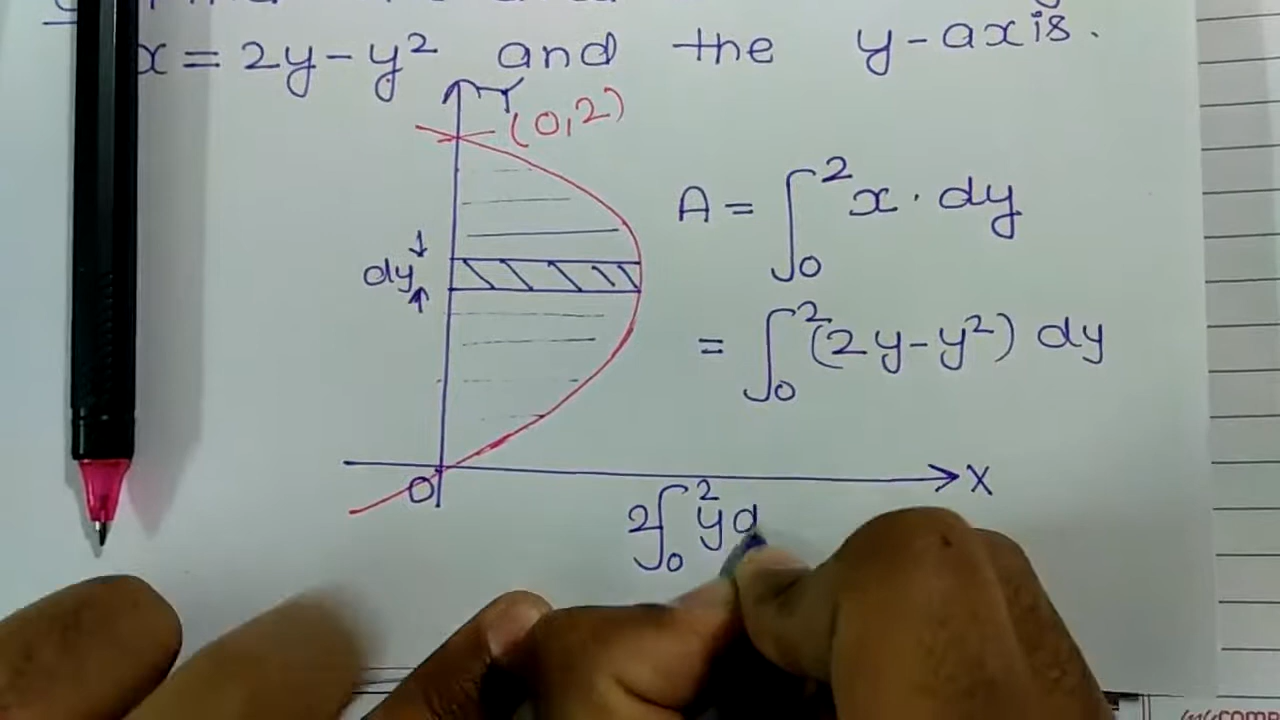 x = 2y - y² and the y-axis.
Y
(0,2)
A = ∫₀² x · dy
dy
= ∫₀² (2y - y²) dy
O
X
2∫₀² y d